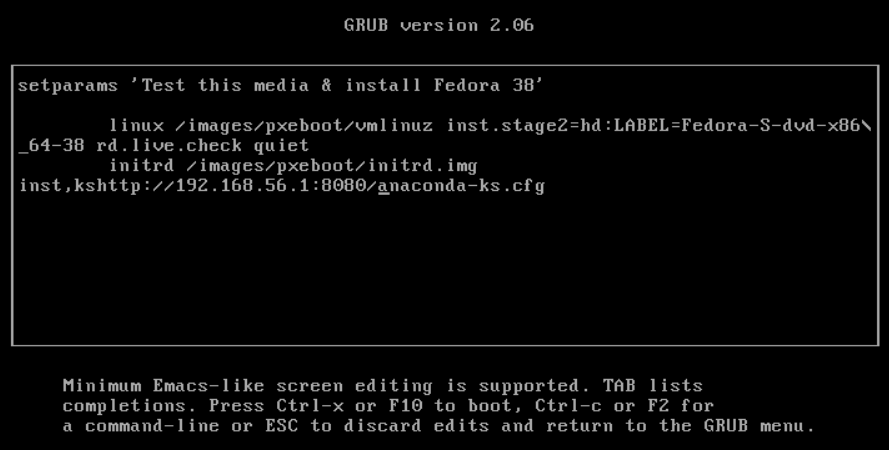 GRUB version 2.06
setparams 'Test this media & install Fedora 38'
linux /images/pxeboot/vmlinuz inst.stage2=hd:LABEL=Fedora-S-dvd-x86\
_64-38 rd.live.check quiet
initrd /images/pxeboot/initrd.img
inst,kshttp://192.168.56.1:8080/anaconda-ks.cfg
Minimum Emacs-like screen editing is supported. TAB lists
completions. Press Ctrl-x or F10 to boot, Ctrl-c or F2 for
a command-line or ESC to discard edits and return to the GRUB menu.